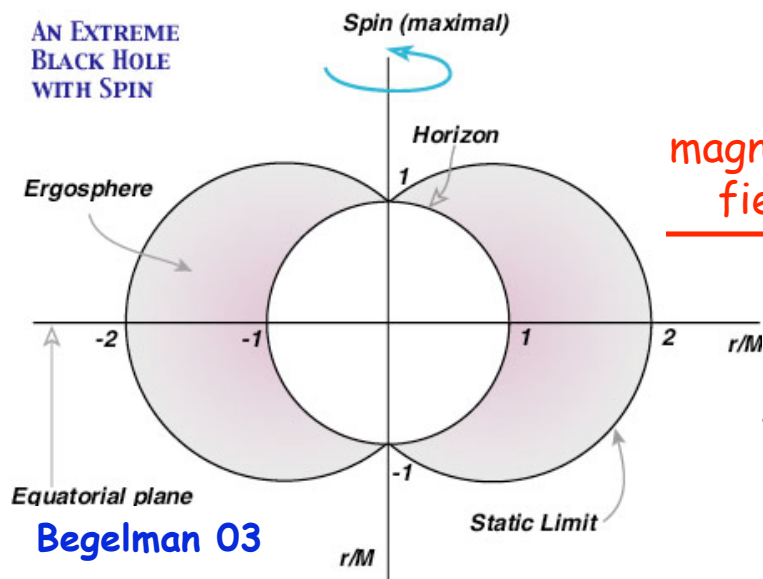 AN EXTREME
BLACK HOLE
WITH SPIN
Spin (maximal)
Horizon
Ergosphere
1
-2
-1
1
2
r/M
-1
Equatorial plane
Static Limit
Begelman 03
r/M